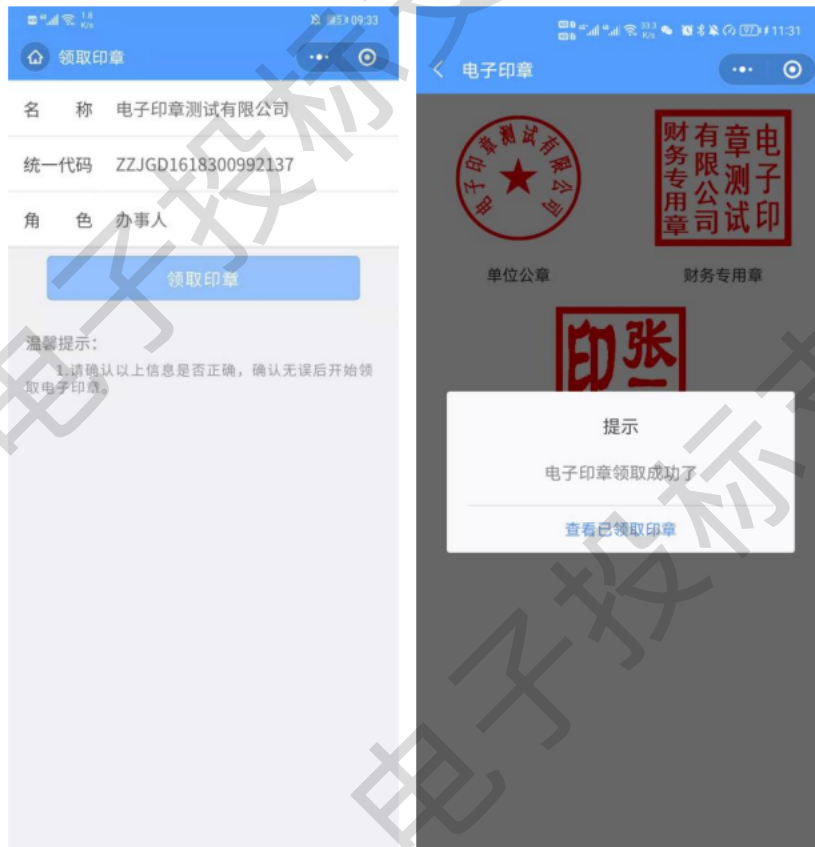 1.8
K/s
09:33
领取印章
名 称 电子印章测试有限公司
统一代码 ZZJGD1618300992137
角 色 办事人
领取印章
温馨提示：
1.请确认以上信息是否正确，确认无误后开始领
取电子印章。
33.3
K/s
97
11:31
电子印章
电子印章测试有限公司
电子印
章测试
有限公司
财务专用章
单位公章
财务专用章
张
印
提示
电子印章领取成功了
查看已领取印章
电子投标
电子投标